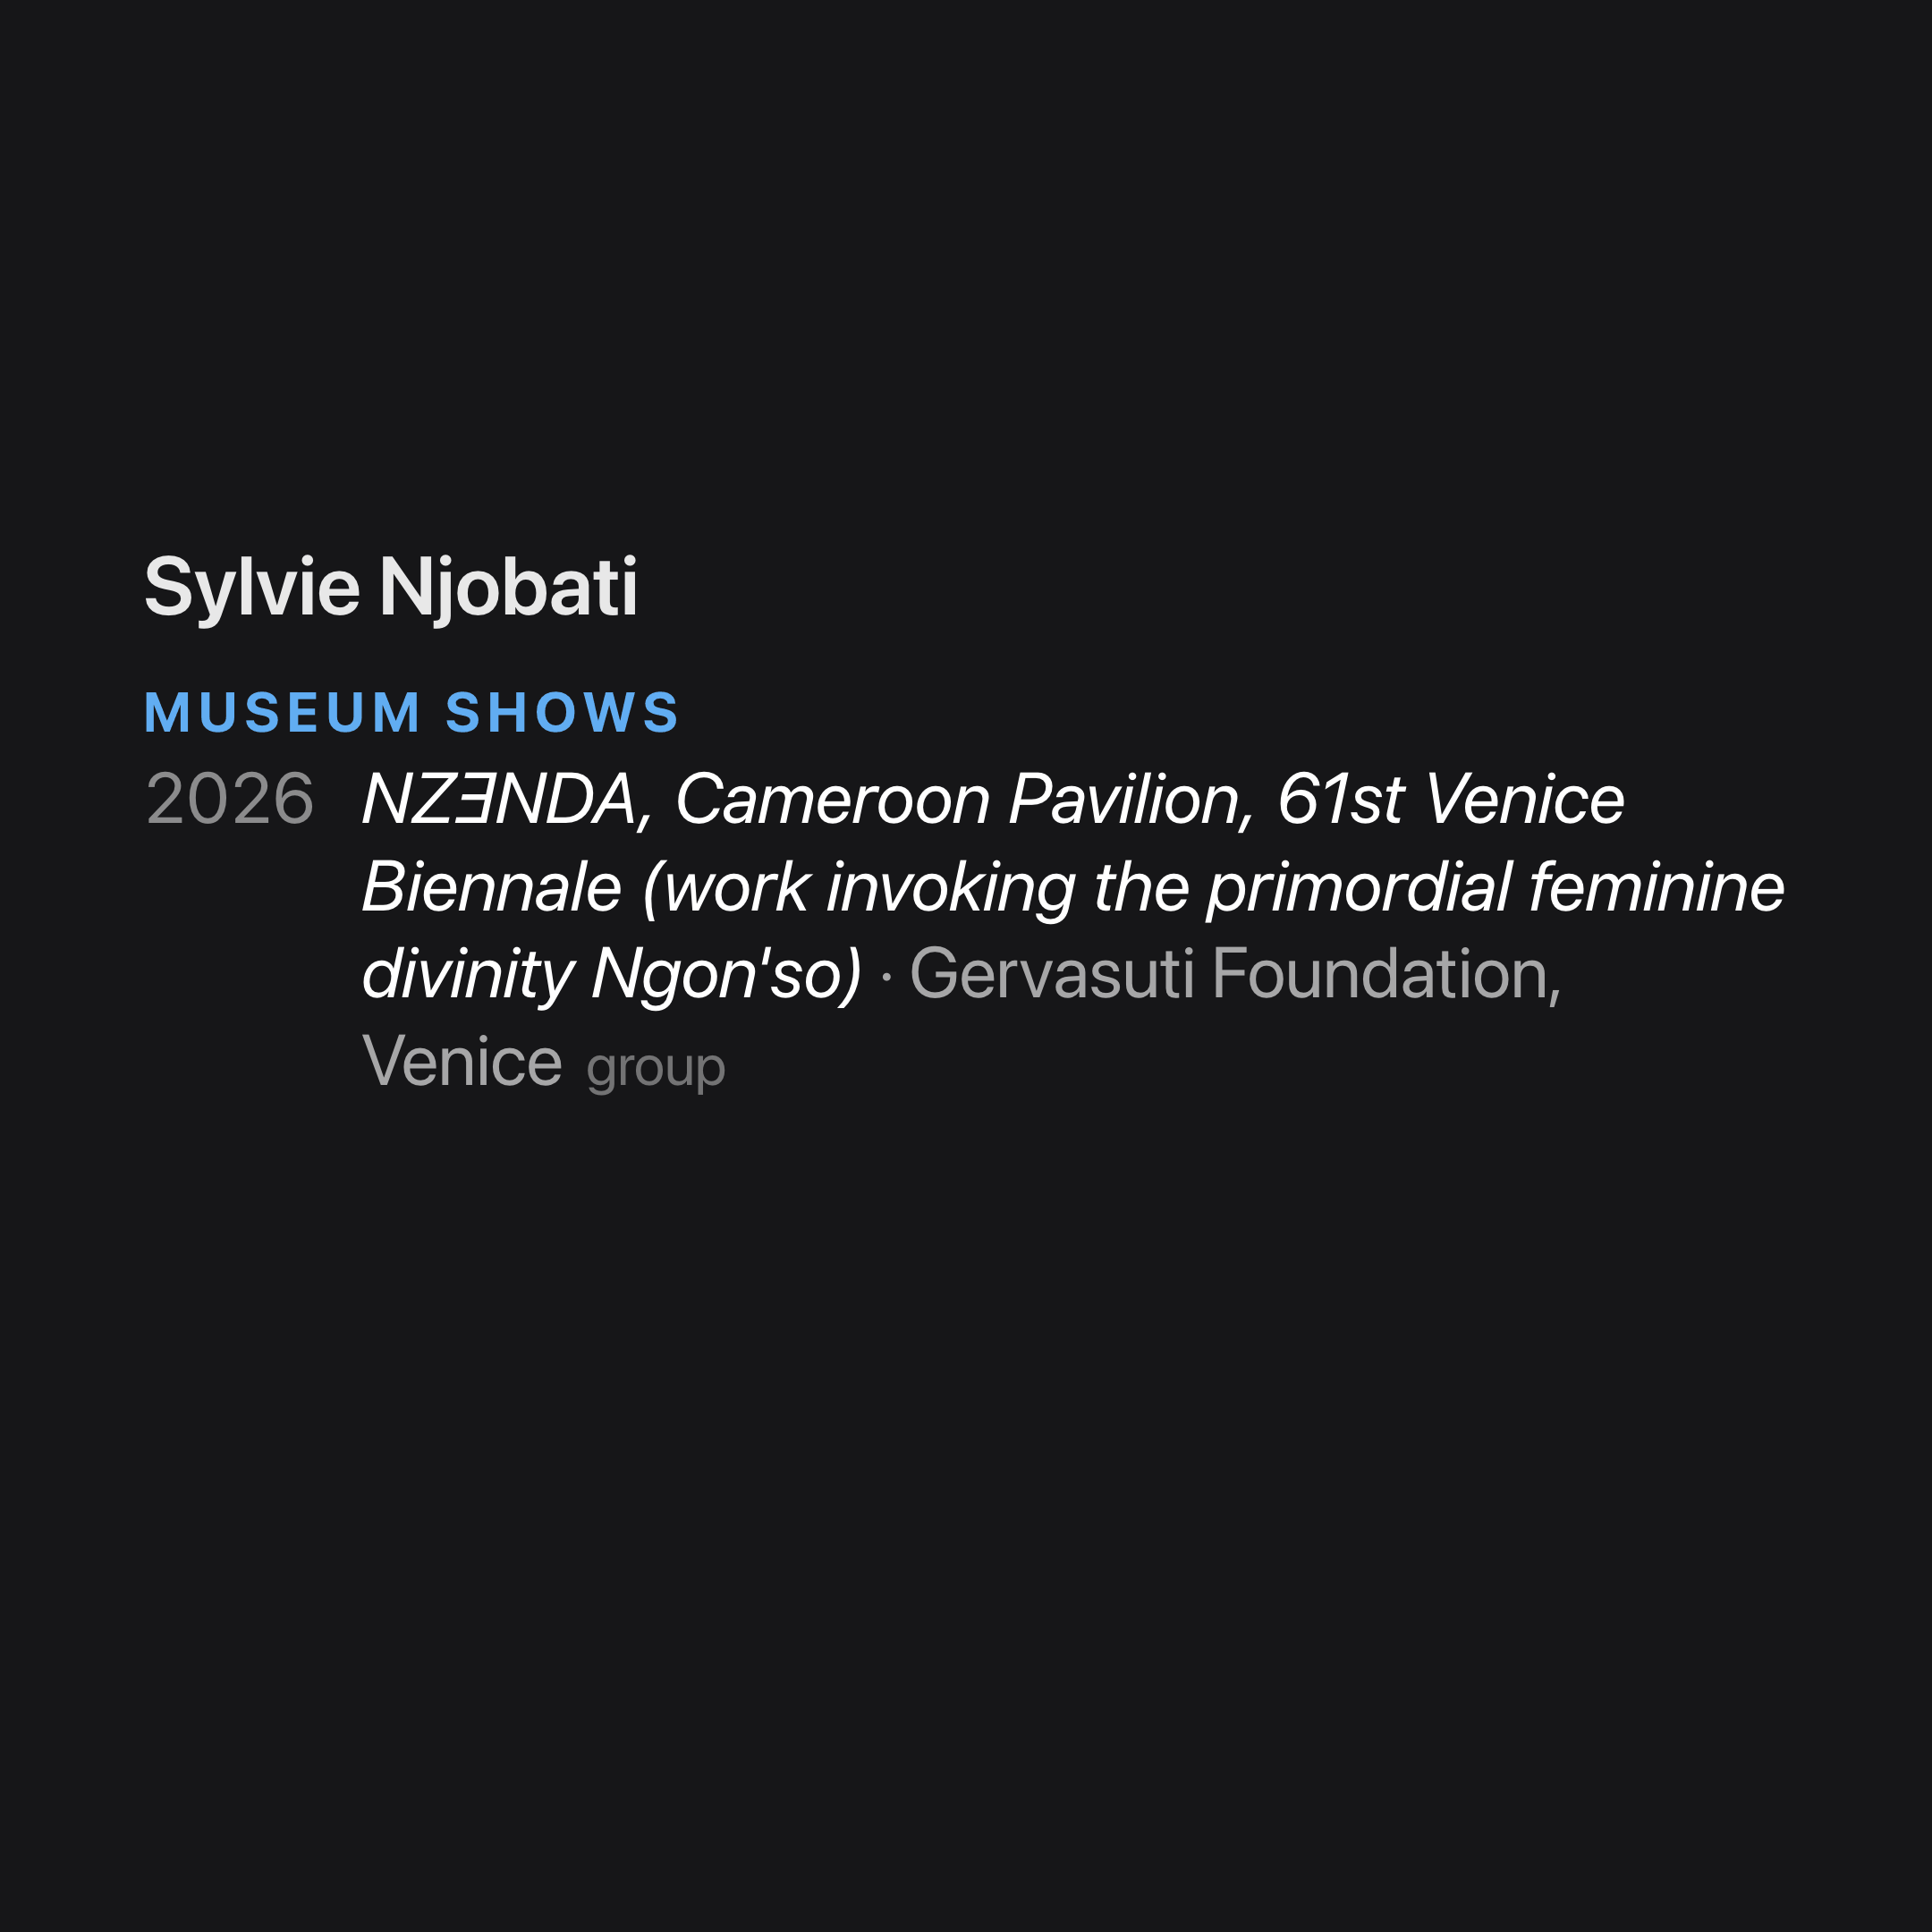 Sylvie Njobati
MUSEUM SHOWS
2026 NZƎNDA, Cameroon Pavilion, 61st Venice
Biennale (work invoking the primordial feminine
divinity Ngon'so) · Gervasuti Foundation,
Venice group